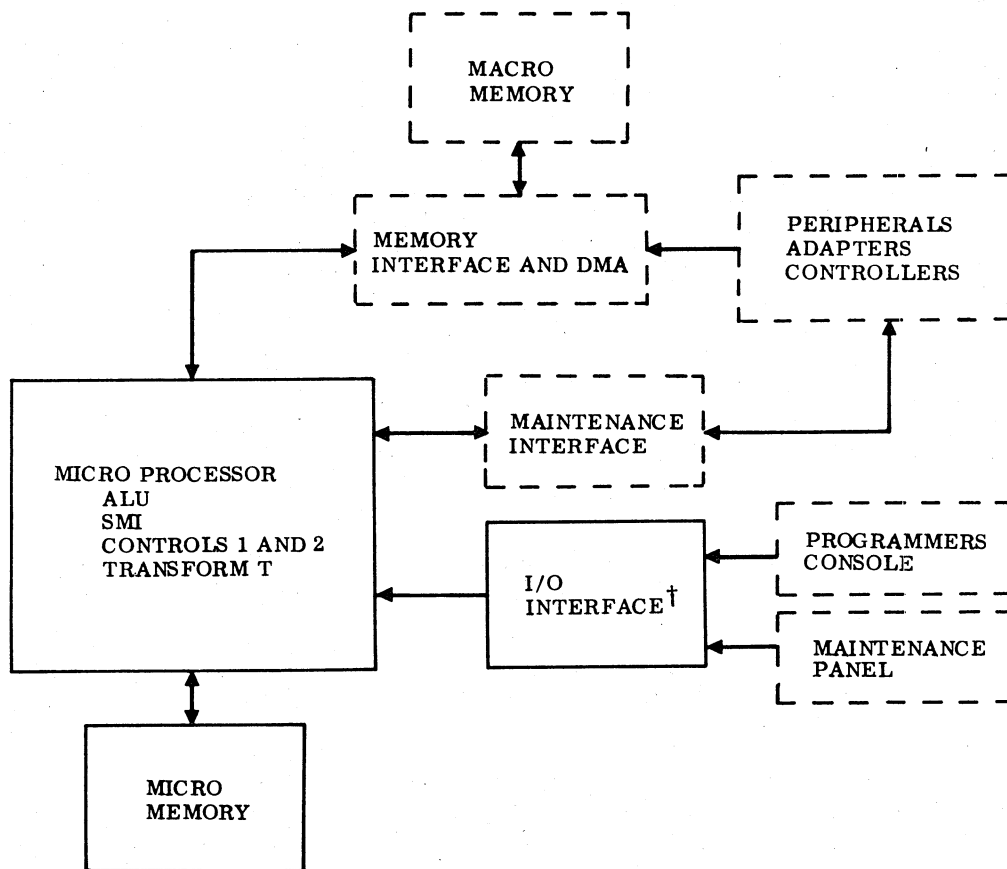 MACRO
MEMORY
MEMORY
INTERFACE AND DMA
PERIPHERALS
ADAPTERS
CONTROLLERS
MAINTENANCE
INTERFACE
MICRO PROCESSOR
ALU
SMI
CONTROLS 1 AND 2
TRANSFORM T
I/O
INTERFACE†
PROGRAMMERS
CONSOLE
MAINTENANCE
PANEL
MICRO
MEMORY